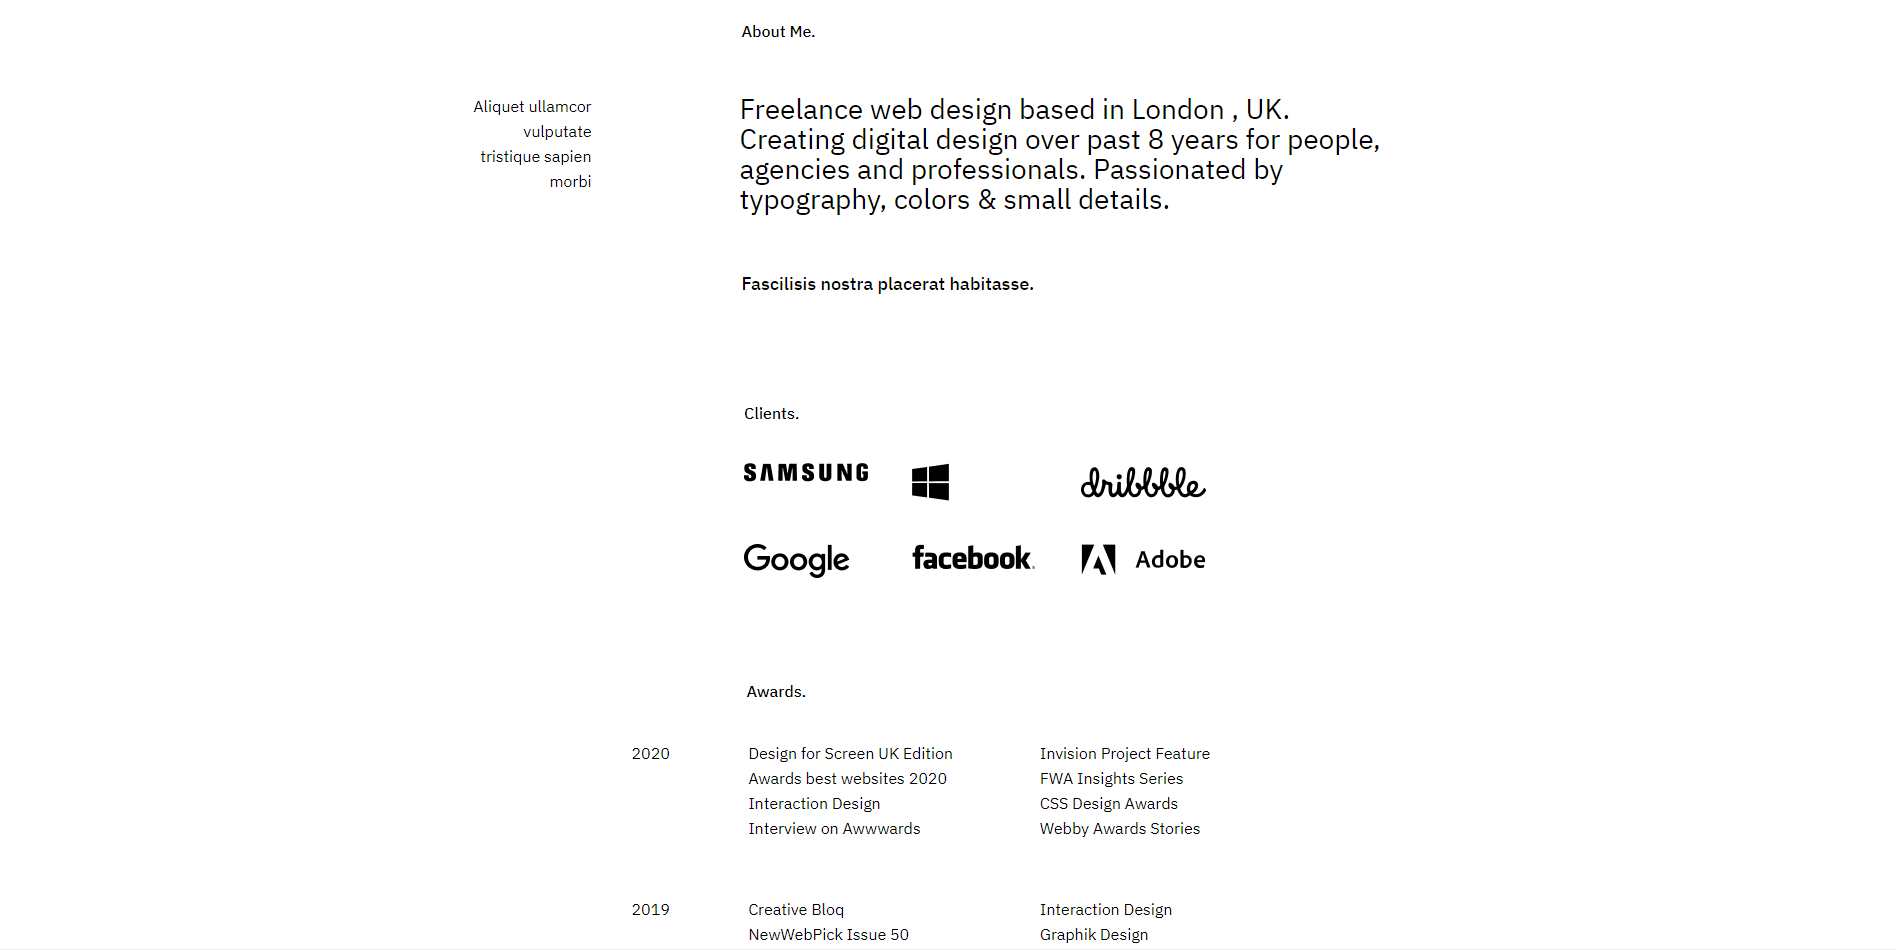 About Me.
Aliquet ullamcor
vulputate
tristique sapien
morbi
Freelance web design based in London , UK.
Creating digital design over past 8 years for people,
agencies and professionals. Passionated by
typography, colors & small details.
Fascilisis nostra placerat habitasse.
Clients.
SAMSUNG
dribbble
Google
facebook.
Adobe
Awards.
2020
Design for Screen UK Edition
Awards best websites 2020
Interaction Design
Interview on Awwwards
Invision Project Feature
FWA Insights Series
CSS Design Awards
Webby Awards Stories
2019
Creative Bloq
NewWebPick Issue 50
Interaction Design
Graphik Design